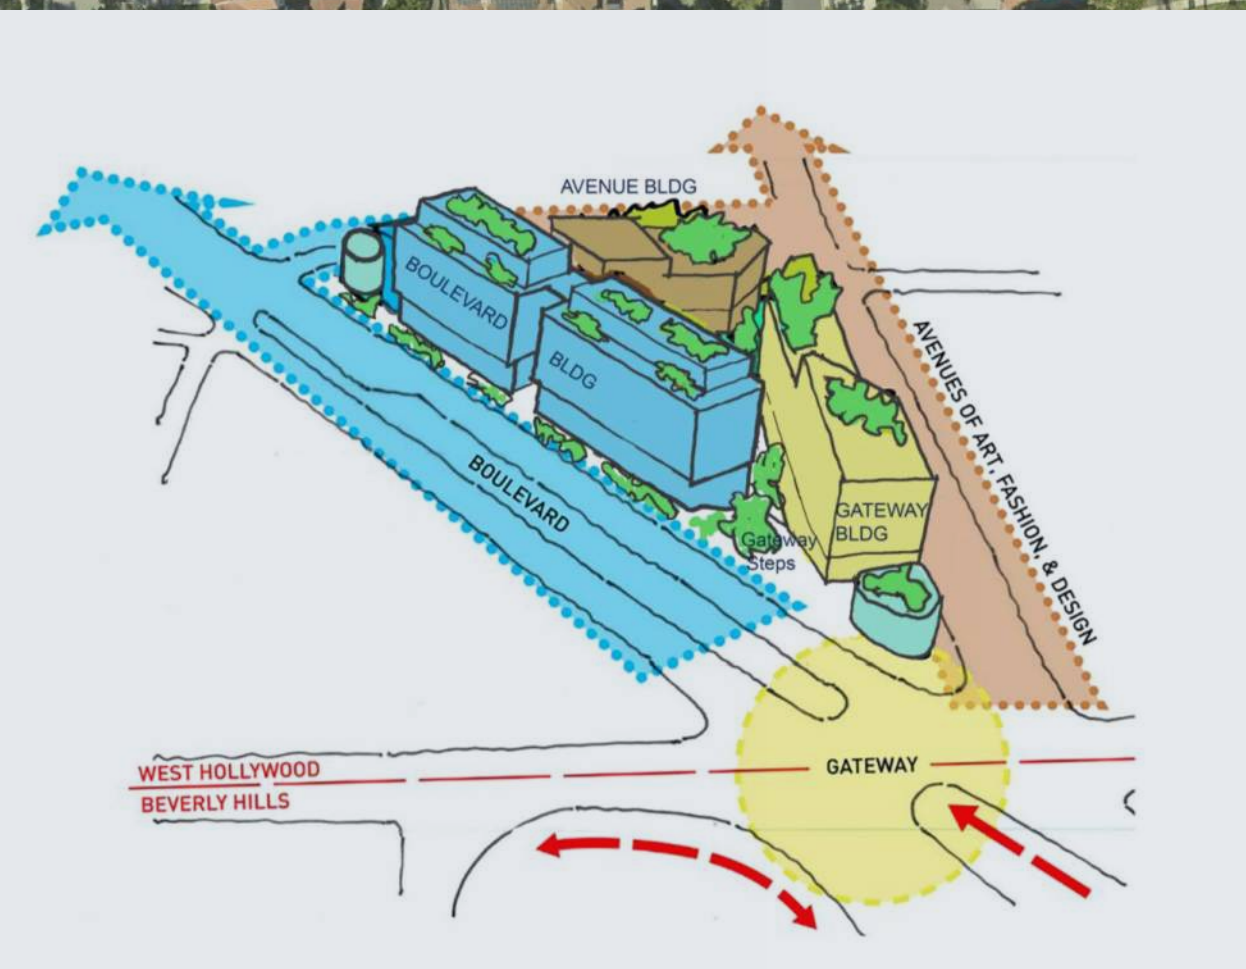 AVENUE BLDG
BOULEVARD
BLDG
AVENUES OF ART, FASHION, & DESIGN
BOULEVARD
GATEWAY
BLDG
Gateway
Steps
GATEWAY
WEST HOLLYWOOD
BEVERLY HILLS